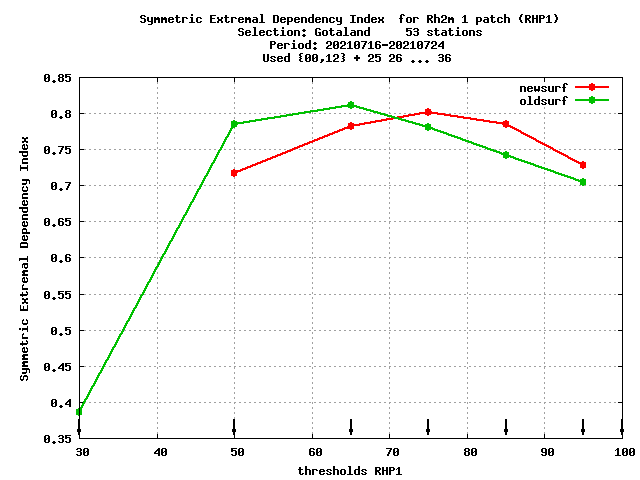 Symmetric Extremal Dependency Index  for Rh2m 1 patch (RHP1)
Selection: Gotaland     53 stations
Period: 20210716-20210724
Used {00,12} + 25 26 ... 36
newsurf
oldsurf
Symmetric Extremal Dependency Index
0.85
0.8
0.75
0.7
0.65
0.6
0.55
0.5
0.45
0.4
0.35
30 40 50 60 70 80 90 100
thresholds RHP1